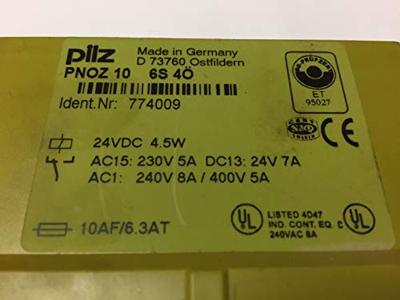 pilz
Made in Germany
D 73760 Ostfildern
PNOZ 10 6S 4Ö
Ident.Nr: 774009
ET
95027
24VDC 4.5W
AC15: 230V 5A DC13: 24V 7A
AC1: 240V 8A / 400V 5A
CE
10AF/6.3AT
UL
LISTED 4D47
IND. CONT. EQ.
240VAC 8A
C UL